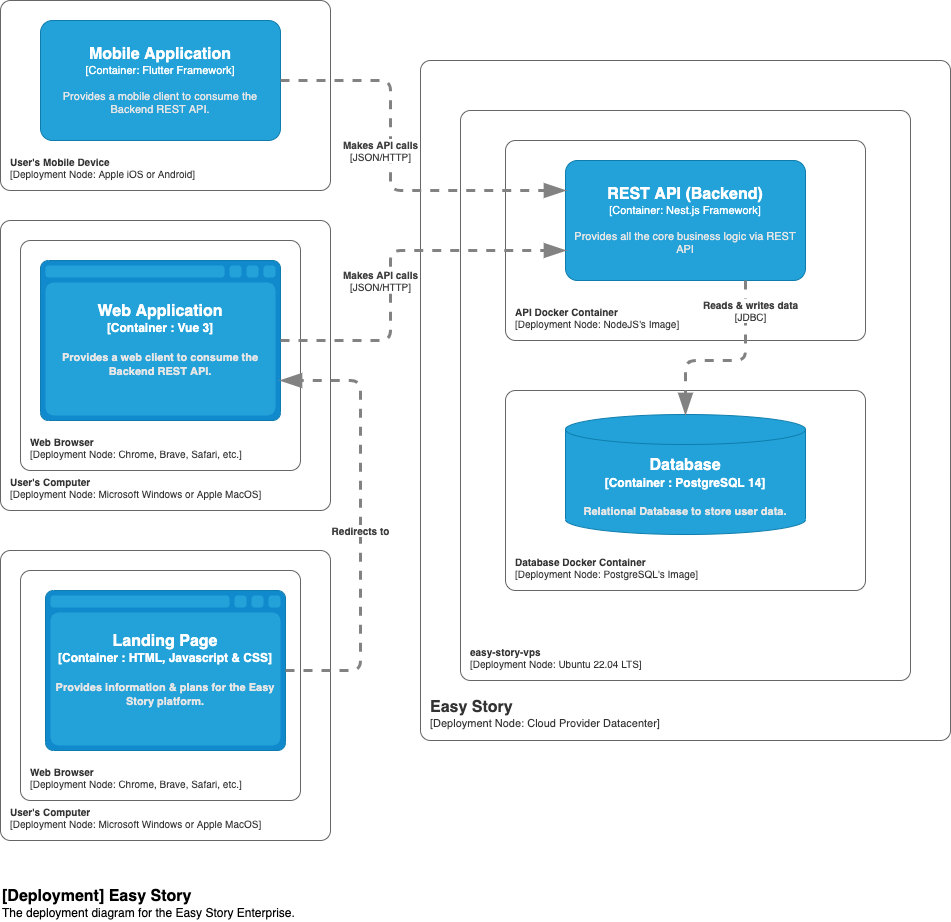 Mobile Application
[Container: Flutter Framework]
Provides a mobile client to consume the
Backend REST API.
User's Mobile Device
[Deployment Node: Apple iOS or Android]
Makes API calls
[JSON/HTTP]
REST API (Backend)
[Container: Nest.js Framework]
Provides all the core business logic via REST
API
API Docker Container
[Deployment Node: NodeJS's Image]
Reads & writes data
[JDBC]
Makes API calls
[JSON/HTTP]
Web Application
[Container : Vue 3]
Provides a web client to consume the
Backend REST API.
Web Browser
[Deployment Node: Chrome, Brave, Safari, etc.]
User's Computer
[Deployment Node: Microsoft Windows or Apple MacOS]
Database
[Container : PostgreSQL 14]
Relational Database to store user data.
Database Docker Container
[Deployment Node: PostgreSQL's Image]
Redirects to
easy-story-vps
[Deployment Node: Ubuntu 22.04 LTS]
Easy Story
[Deployment Node: Cloud Provider Datacenter]
Landing Page
[Container : HTML, Javascript & CSS]
Provides information & plans for the Easy
Story platform.
Web Browser
[Deployment Node: Chrome, Brave, Safari, etc.]
User's Computer
[Deployment Node: Microsoft Windows or Apple MacOS]
[Deployment] Easy Story
The deployment diagram for the Easy Story Enterprise.